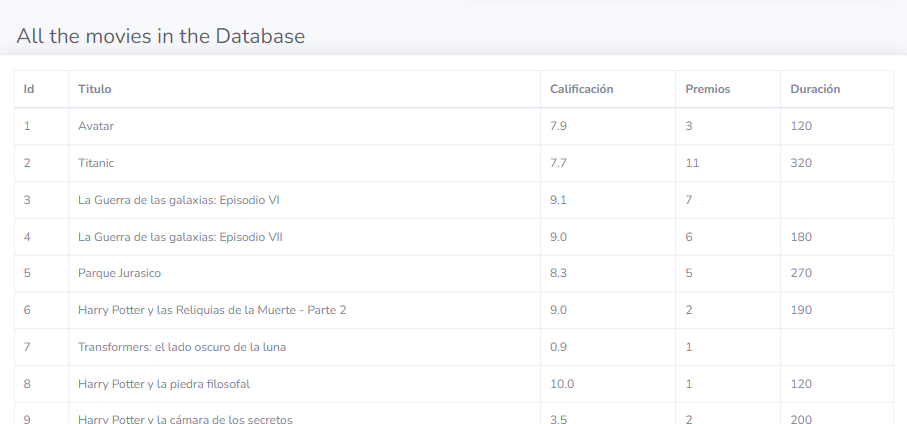 All the movies in the Database
Id Titulo Calificación Premios Duración
1 Avatar 7.9 3 120
2 Titanic 7.7 11 320
3 La Guerra de las galaxias: Episodio VI 9.1 7
4 La Guerra de las galaxias: Episodio VII 9.0 6 180
5 Parque Jurasico 8.3 5 270
6 Harry Potter y las Reliquias de la Muerte - Parte 2 9.0 2 190
7 Transformers: el lado oscuro de la luna 0.9 1
8 Harry Potter y la piedra filosofal 10.0 1 120
9 Harry Potter y la cámara de los secretos 3.5 2 200